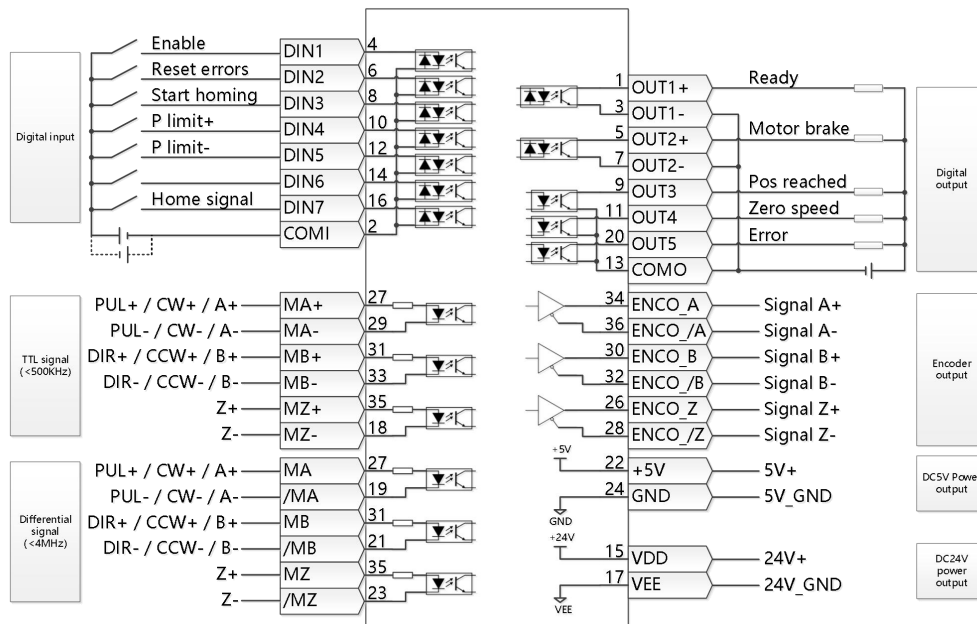 Digital input
Enable DIN1 4
Reset errors DIN2 6
Start homing DIN3 8
P limit+ DIN4 10
P limit- DIN5 12
DIN6 14
Home signal DIN7 16
COMI 2
1 OUT1+ Ready
3 OUT1-
5 OUT2+ Motor brake
7 OUT2-
9 OUT3 Pos reached
11 OUT4 Zero speed
20 OUT5 Error
13 COMO
Digital
output
TTL signal
(<500KHz)
PUL+ / CW+ / A+ MA+ 27
PUL- / CW- / A- MA- 29
DIR+ / CCW+ / B+ MB+ 31
DIR- / CCW- / B- MB- 33
Z+ MZ+ 35
Z- MZ- 18
34 ENCO_A Signal A+
36 ENCO_/A Signal A-
30 ENCO_B Signal B+
32 ENCO_/B Signal B-
26 ENCO_Z Signal Z+
28 ENCO_/Z Signal Z-
Encoder
output
Differential
signal
(<4MHz)
PUL+ / CW+ / A+ MA 27
PUL- / CW- / A- /MA 19
DIR+ / CCW+ / B+ MB 31
DIR- / CCW- / B- /MB 21
Z+ MZ 35
Z- /MZ 23
+5V 22 +5V 5V+
GND 24 GND 5V_GND
DC5V Power
output
+24V 15 VDD 24V+
VEE 17 VEE 24V_GND
DC24V
power
output